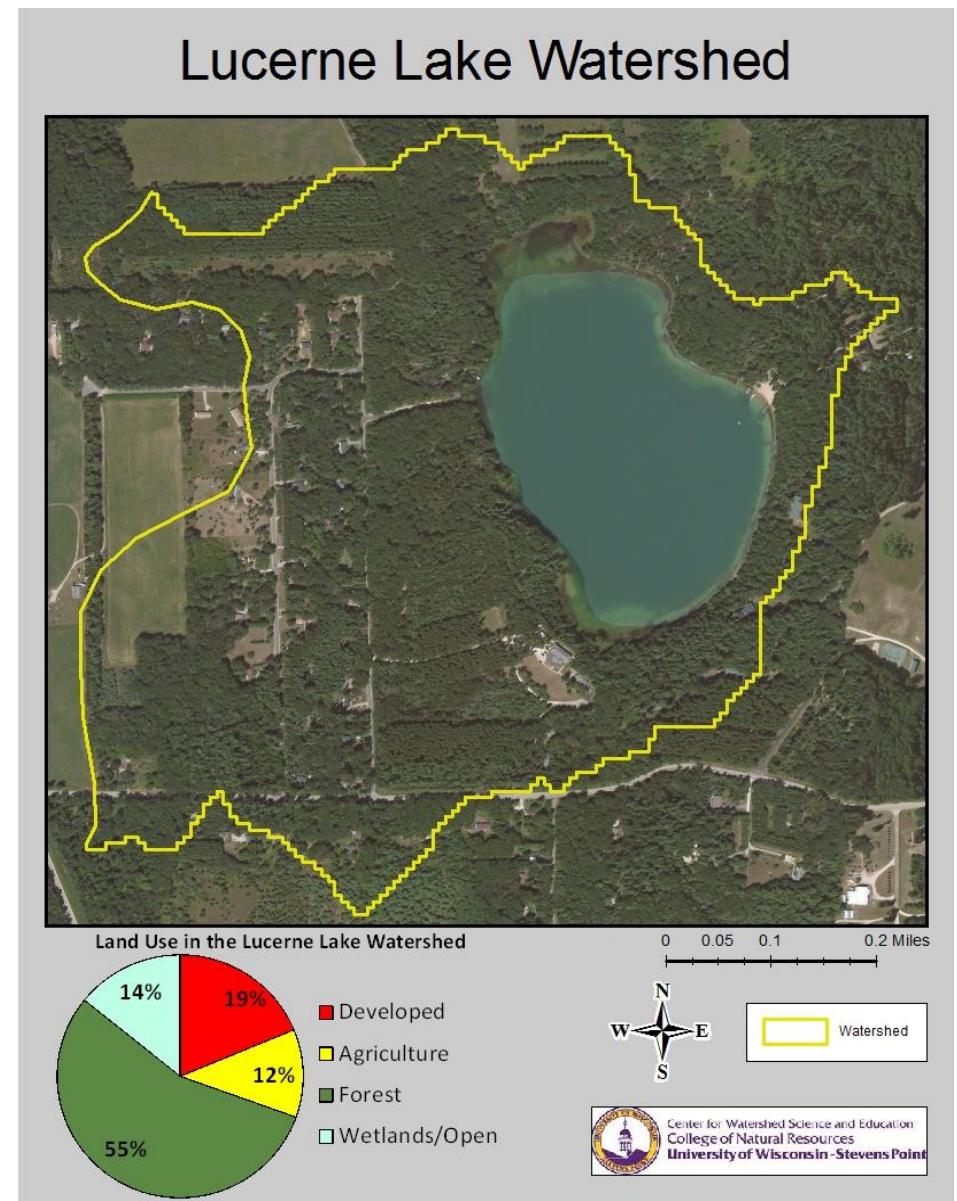 Lucerne Lake Watershed
Land Use in the Lucerne Lake Watershed
14%
19%
12%
55%
Developed
Agriculture
Forest
Wetlands/Open
0 0.05 0.1 0.2 Miles
N
W E
S
Watershed
Center for Watershed Science and Education
College of Natural Resources
University of Wisconsin - Stevens Point